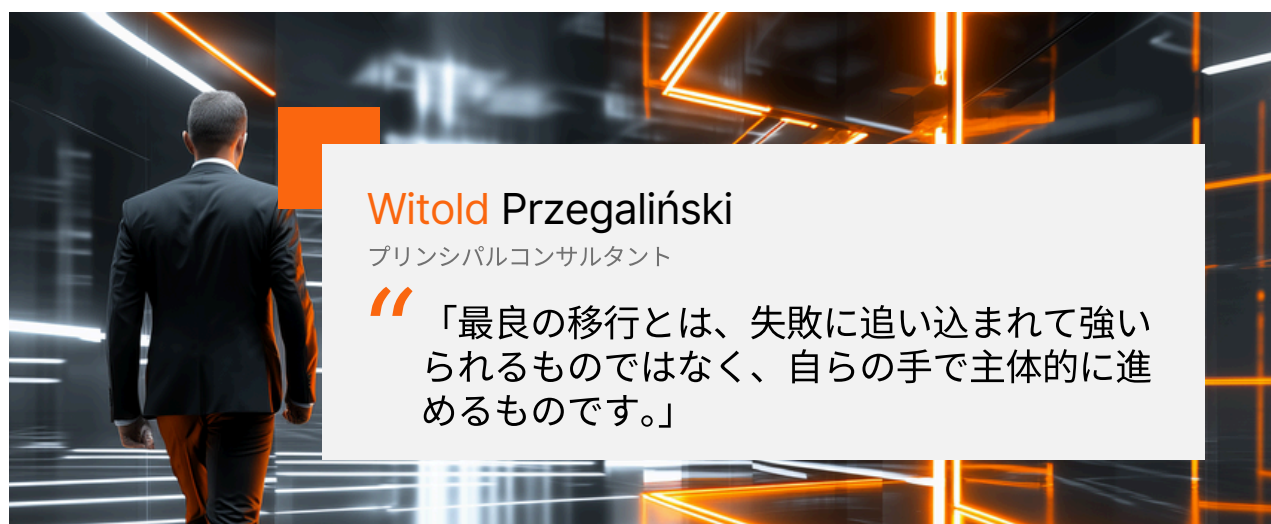 Witold Przegaliński
プリンシパルコンサルタント
“
「最良の移行とは、失敗に追い込まれて強い
られるものではなく、自らの手で主体的に進
めるものです。」